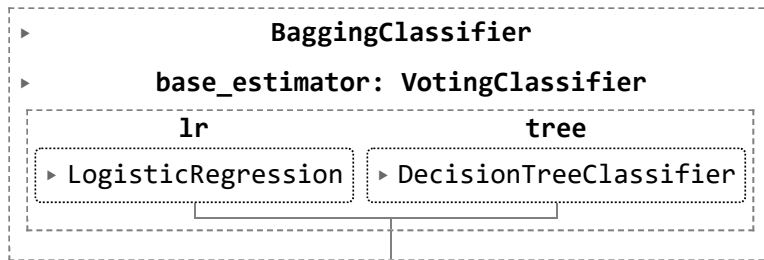 BaggingClassifier
base_estimator: VotingClassifier
lr tree
LogisticRegression DecisionTreeClassifier